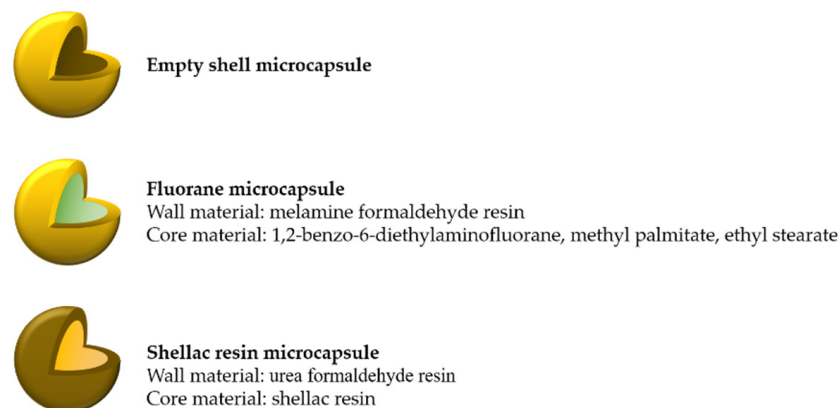 Empty shell microcapsule
Fluorane microcapsule
Wall material: melamine formaldehyde resin
Core material: 1,2-benzo-6-diethylaminofluorane, methyl palmitate, ethyl stearate
Shellac resin microcapsule
Wall material: urea formaldehyde resin
Core material: shellac resin